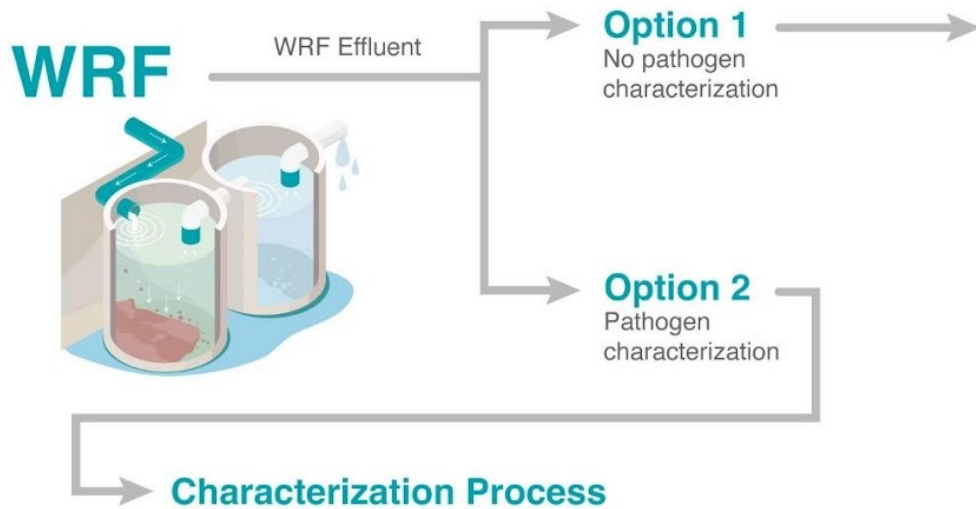 WRF
WRF Effluent
Option 1
No pathogen
characterization
Option 2
Pathogen
characterization
Characterization Process